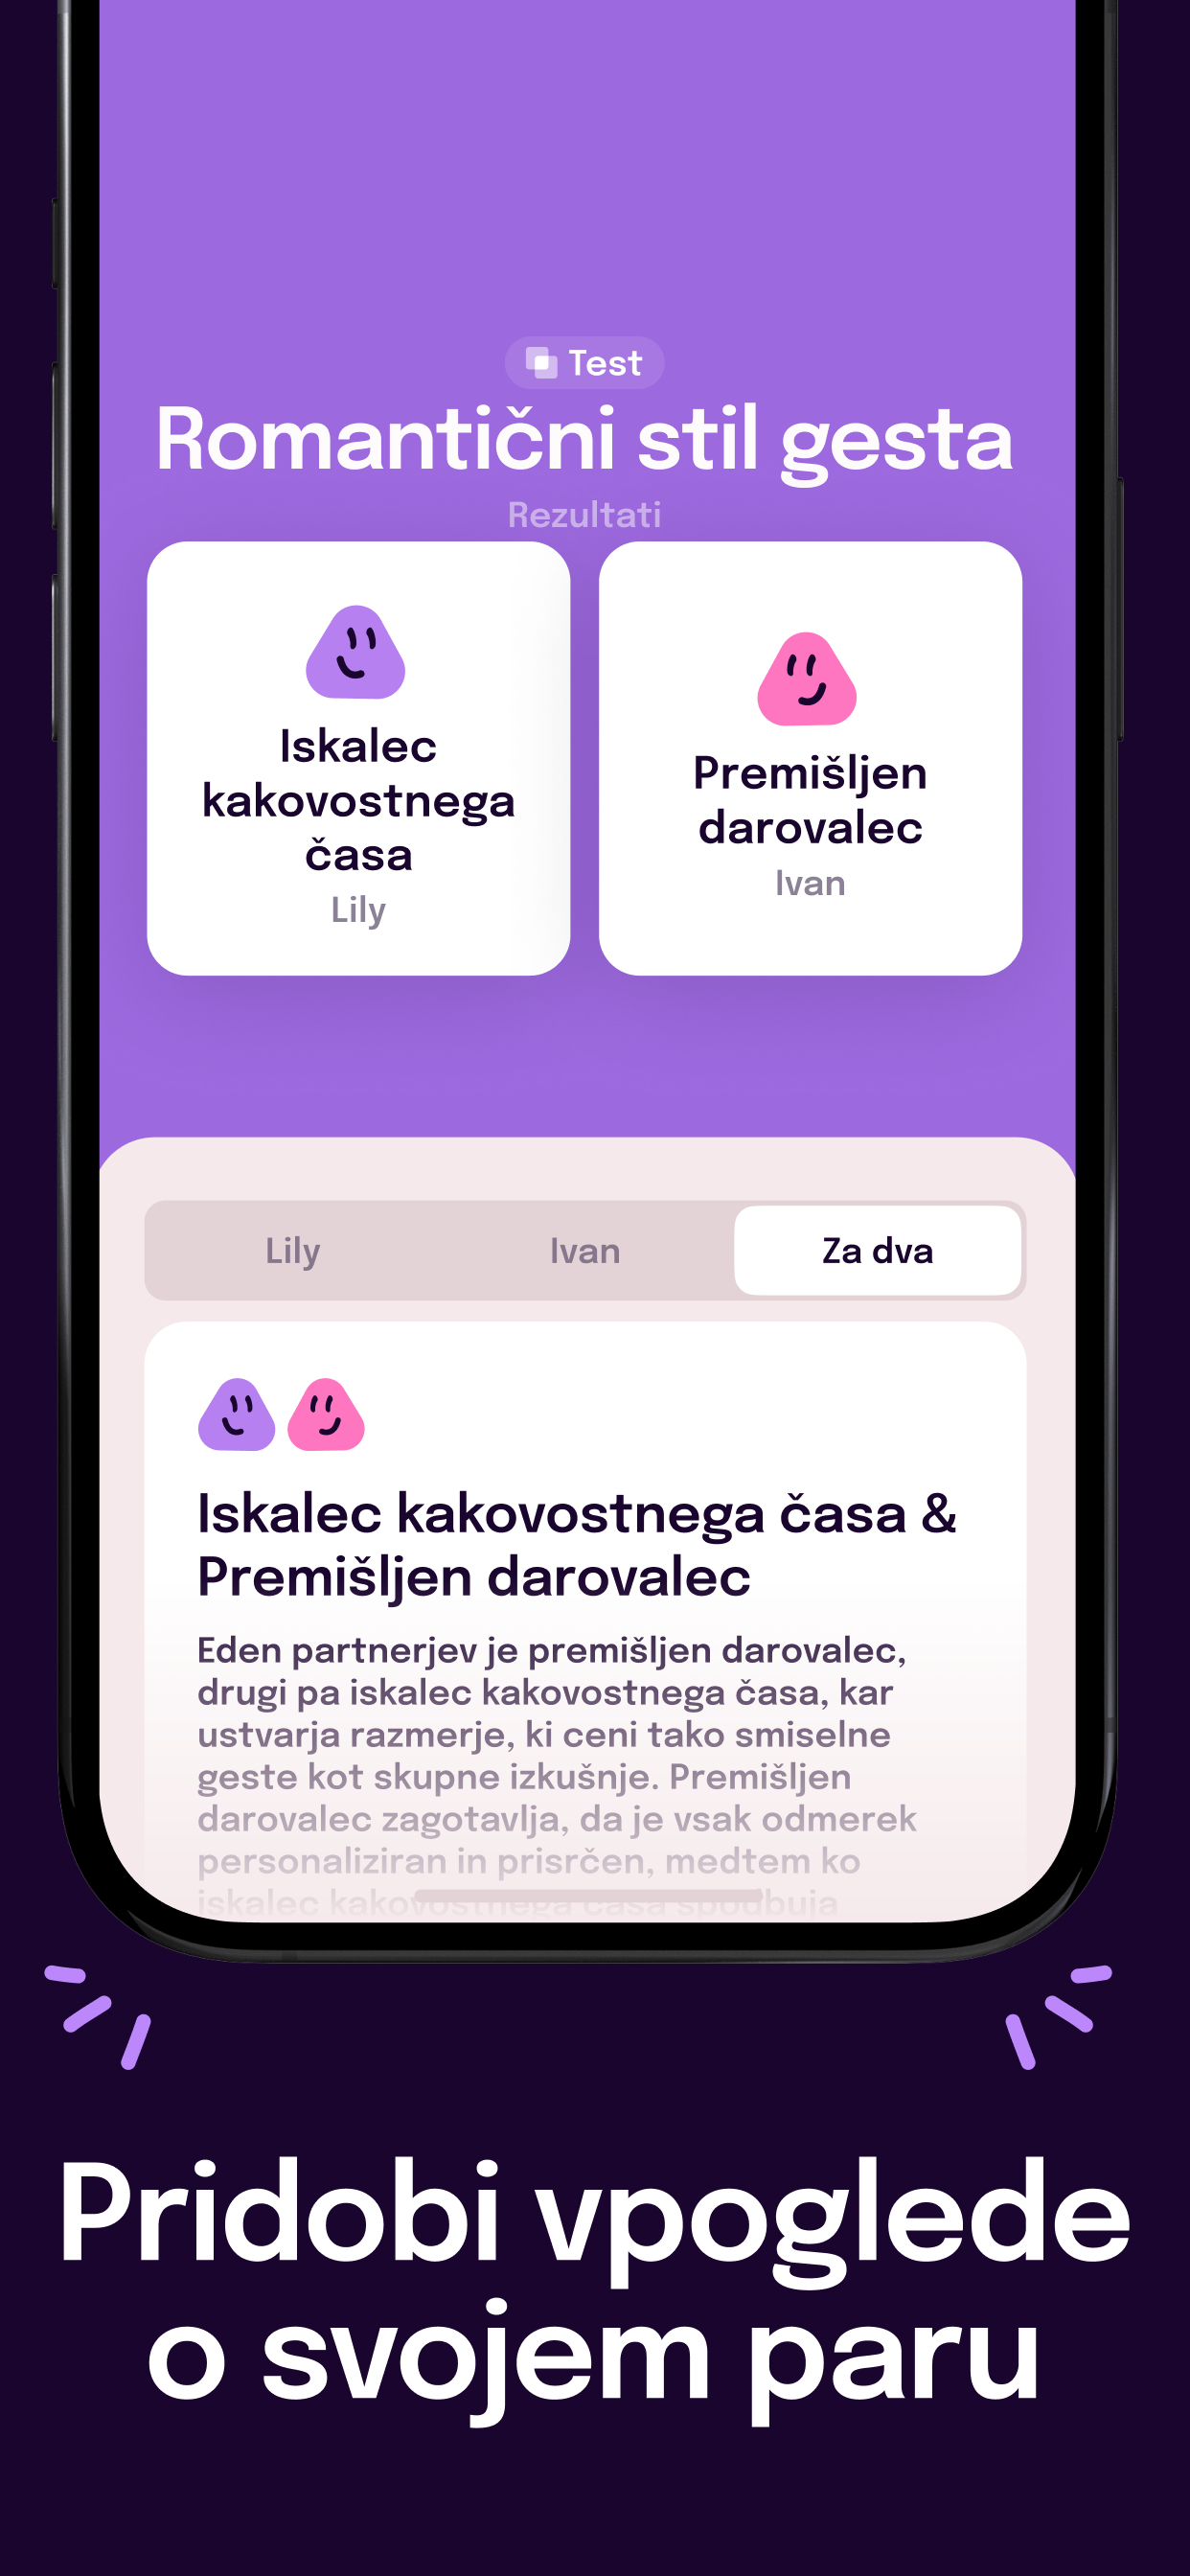 Test
Romantični stil gesta
Rezultati
Iskalec
kakovostnega
časa
Lily
Premišljen
darovalec
Ivan
Lily
Ivan
Za dva
Iskalec kakovostnega časa &
Premišljen darovalec
Eden partnerjev je premišljen darovalec,
drugi pa iskalec kakovostnega časa, kar
ustvarja razmerje, ki ceni tako smiselne
geste kot skupne izkušnje. Premišljen
darovalec zagotavlja, da je vsak odmerek
personaliziran in prisrčen, medtem ko
iskalec kakovostnega časa spodbuja
Pridobi vpoglede
o svojem paru